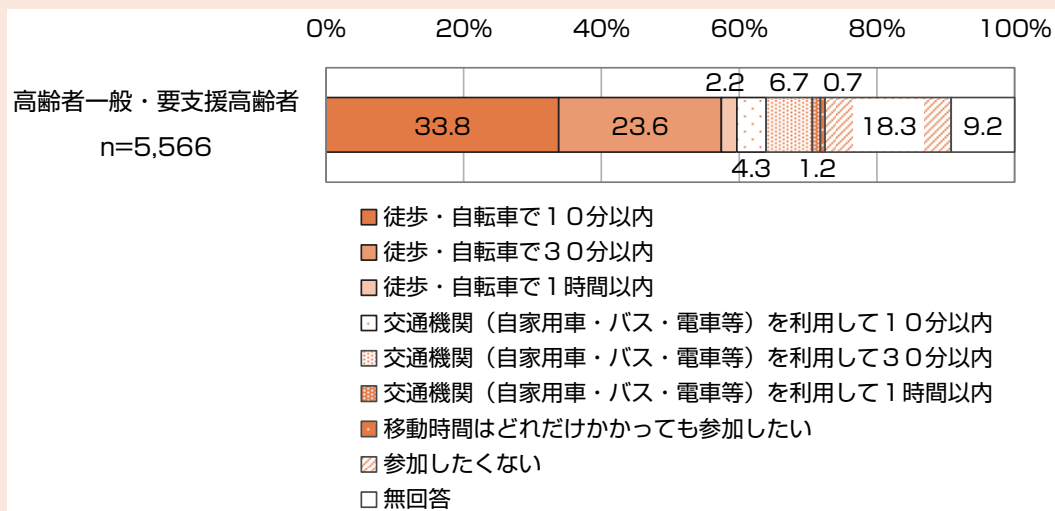 0% 20% 40% 60% 80% 100%
2.2 6.7 0.7
高齢者一般・要支援高齢者
n=5,566
33.8 23.6 18.3 9.2
4.3 1.2
徒歩・自転車で１０分以内
徒歩・自転車で３０分以内
徒歩・自転車で１時間以内
交通機関（自家用車・バス・電車等）を利用して１０分以内
交通機関（自家用車・バス・電車等）を利用して３０分以内
交通機関（自家用車・バス・電車等）を利用して１時間以内
移動時間はどれだけかかっても参加したい
参加したくない
無回答